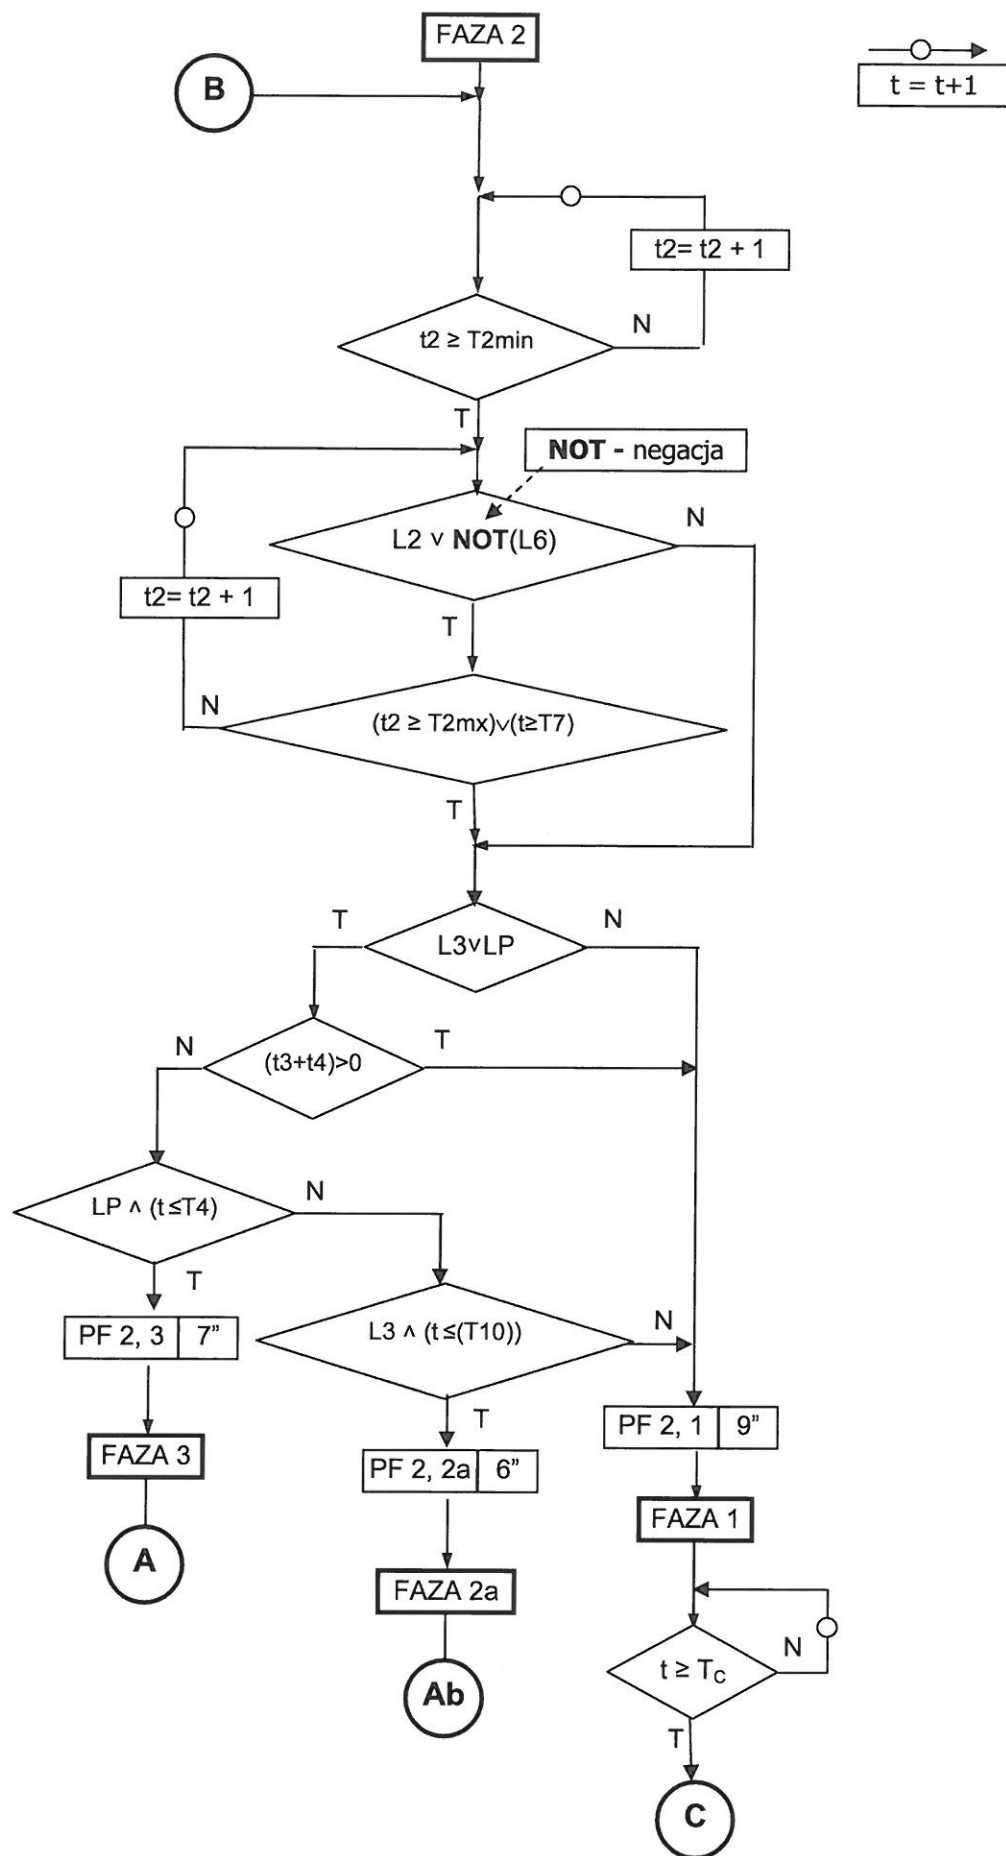 FAZA 2
B
t = t+1
t2= t2 + 1
t2 ≥ T2min
N
T
NOT - negacja
L2 ∨ NOT(L6)
N
t2= t2 + 1
T
N
(t2 ≥ T2mx)∨(t≥T7)
T
T
L3∨LP
N
N
(t3+t4)>0
T
LP ∧ (t ≤T4)
N
T
L3 ∧ (t ≤(T10))
N
PF 2, 3 7”
T
PF 2, 1 9”
FAZA 3
PF 2, 2a 6”
FAZA 1
A
FAZA 2a
t ≥ TC
N
Ab
T
C